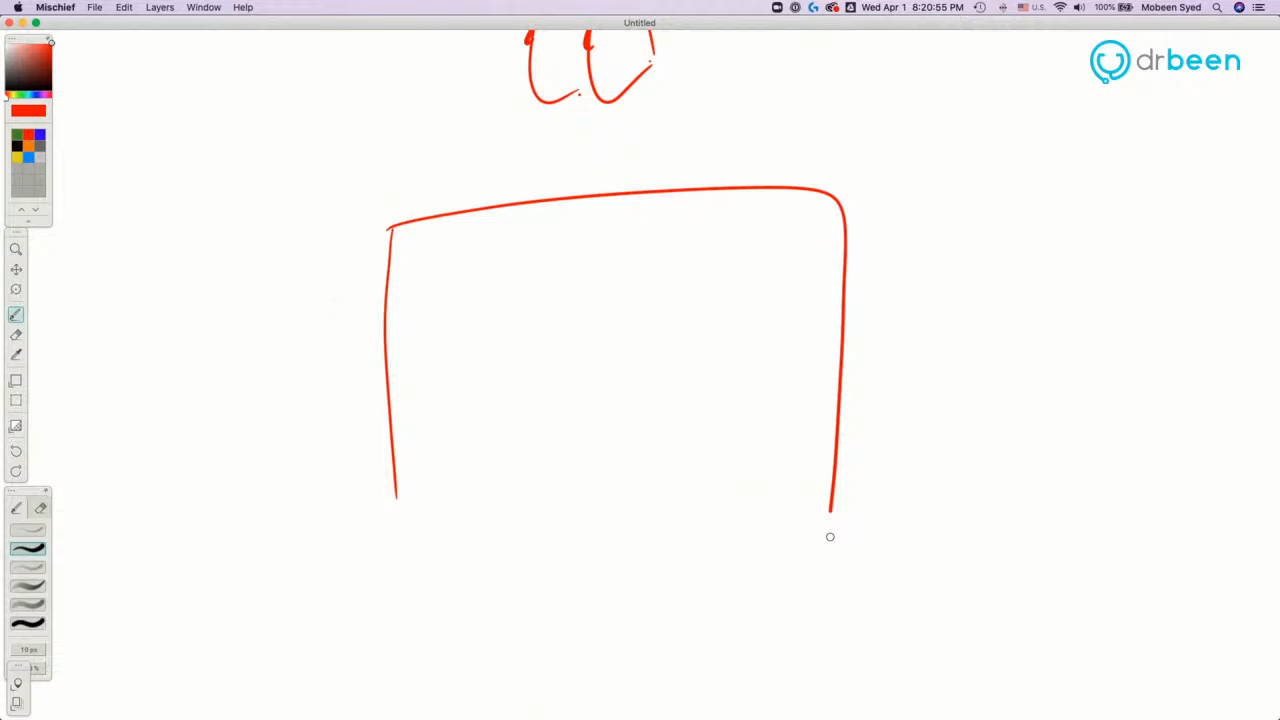 Mischief File Edit Layers Window Help U.S. 100% Wed Apr 1 8:20:55 PM Mobeen Syed
Untitled
drbeen
10 px